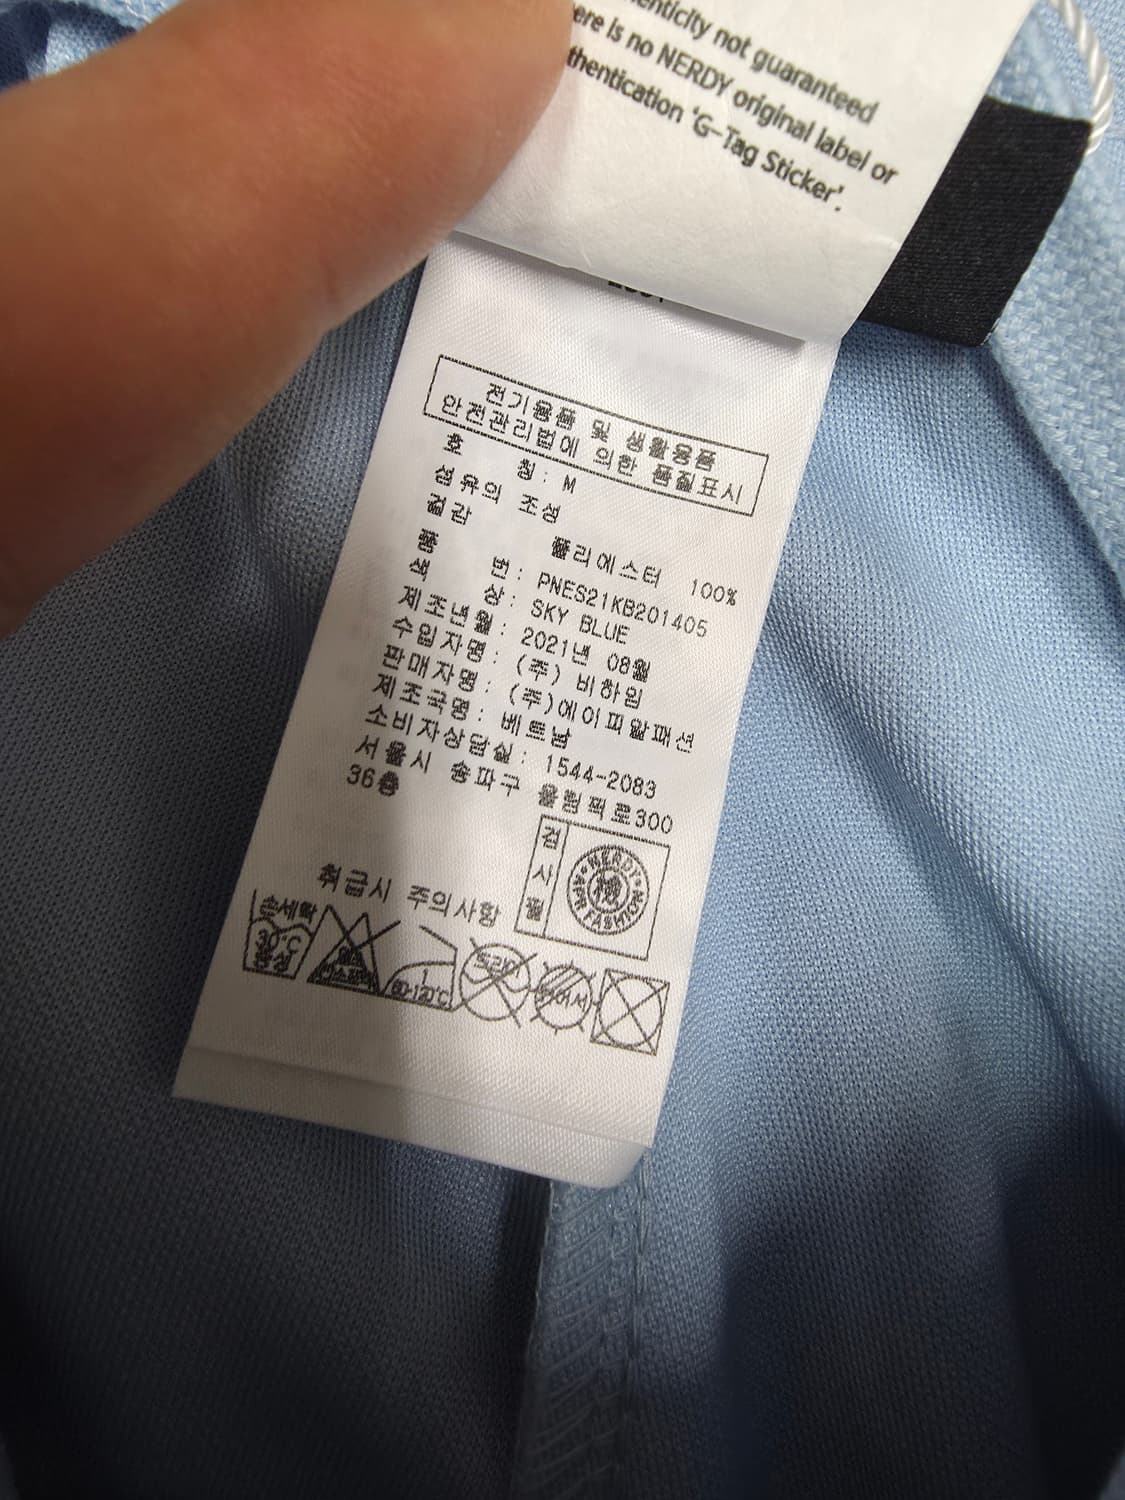 enticity not guaranteed
ere is no NERDY original label or
thentication 'G-Tag Sticker'.
전기용품 및 생활용품
안전관리법에 의한 품질표시
호 칭: M
섬유의 조성
겉감 폴리에스터 100%
품 번: PNES21KB201405
색 상: SKY BLUE
제조년월: 2021년 08월
수입자명: (주) 비하임
판매자명: (주)에이피알패션
제조국명: 베트남
소비자상담실: 1544-2083
서울시 송파구 올림픽로300
36층
검사필
NERDY
APR FASHION
취급시 주의사항
손세탁
30°C
중성
염소
80-120°C
드라이